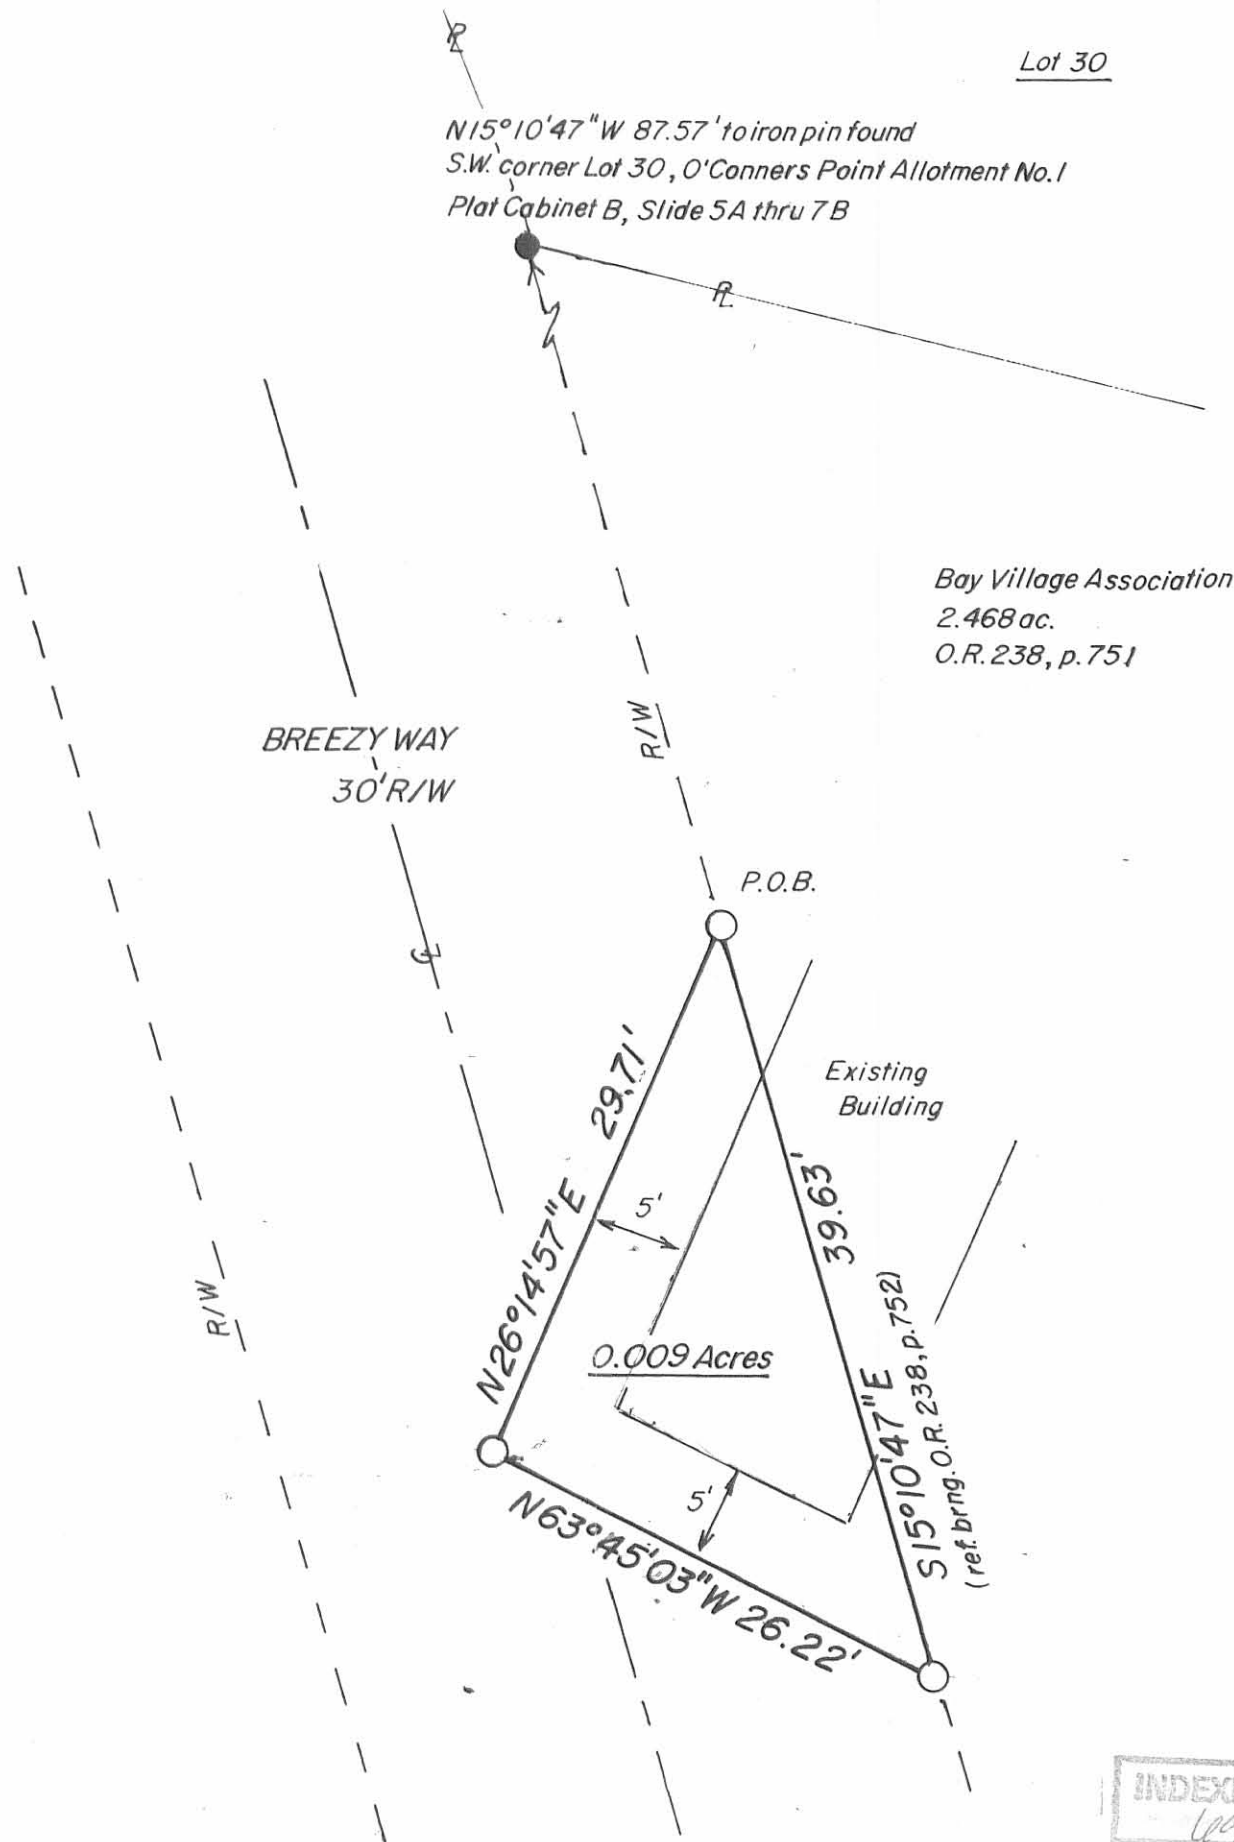 PL
Lot 30
N15°10'47"W 87.57' to iron pin found
S.W. corner Lot 30, O'Conners Point Allotment No. 1
Plat Cabinet B, Slide 5A thru 7B
PL
Bay Village Association
2.468 ac.
O.R. 238, p. 751
R/W
BREEZY WAY
30' R/W
P.O.B.
CL
29.71'
Existing
Building
N26°14'57"E
5'
39.63'
R/W
0.009 Acres
S15°10'47"E
(ref. brng. O.R. 238, p. 752)
5'
N63°45'03"W 26.22'